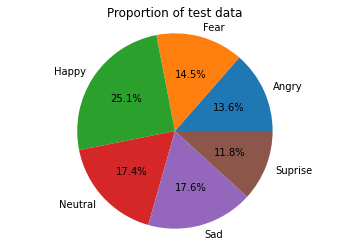 Proportion of test data
Fear
Happy
14.5%
Angry
25.1%
13.6%
11.8%
17.4%
Suprise
17.6%
Neutral
Sad